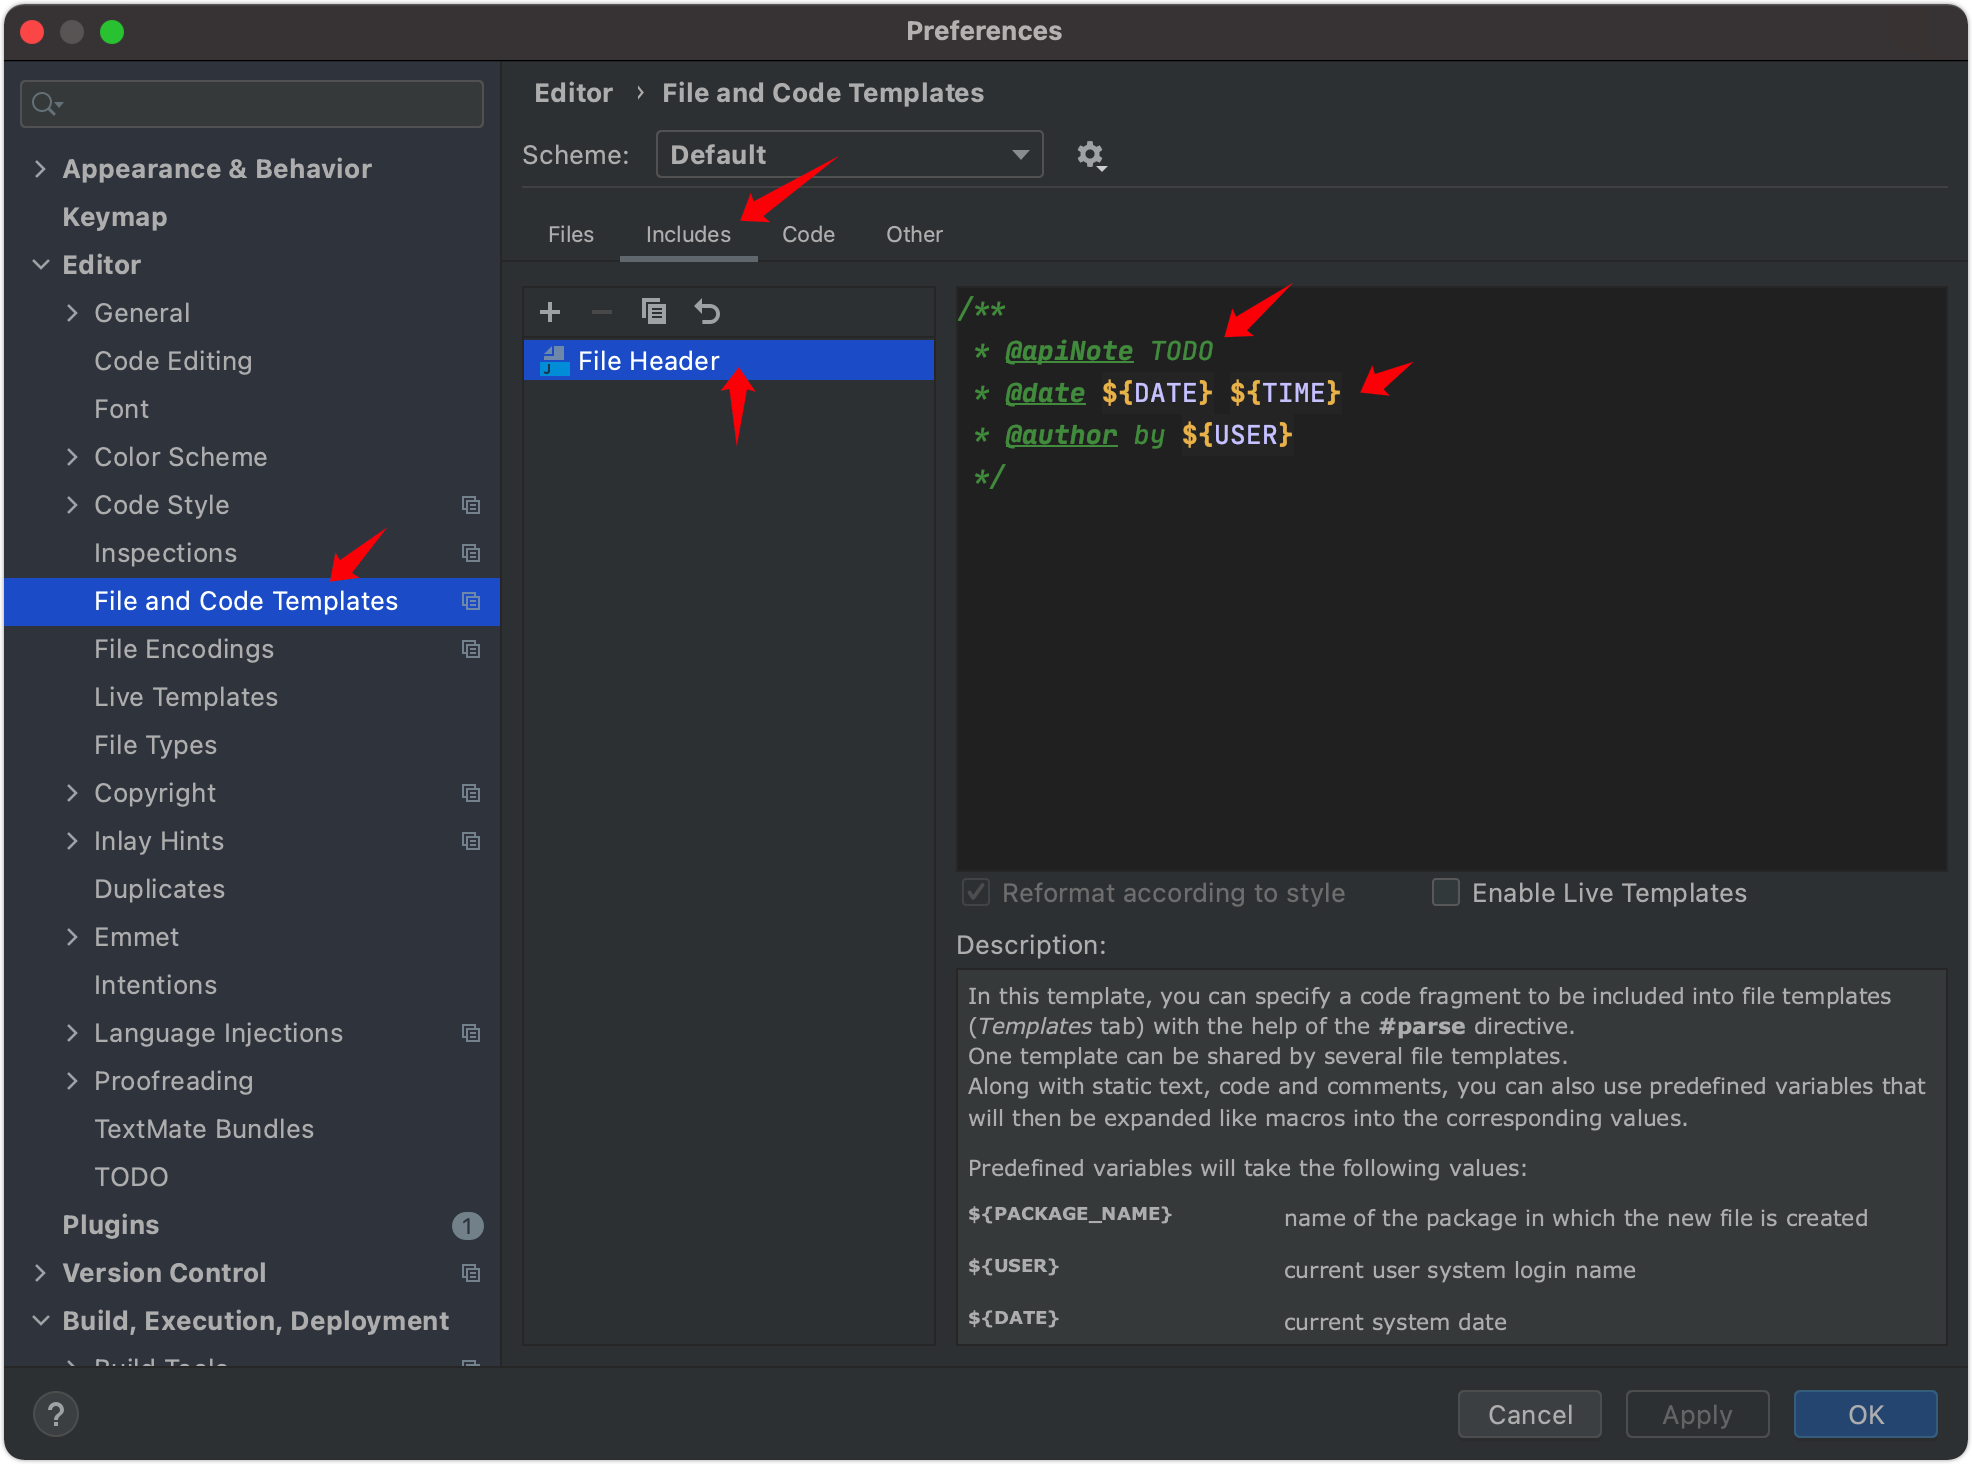 Preferences
Appearance & Behavior
Keymap
Editor
General
Code Editing
Font
Color Scheme
Code Style
Inspections
File and Code Templates
File Encodings
Live Templates
File Types
Copyright
Inlay Hints
Duplicates
Emmet
Intentions
Language Injections
Proofreading
TextMate Bundles
TODO
Plugins 1
Version Control
Build, Execution, Deployment
Build Tools
Editor › File and Code Templates
Scheme: Default
Files Includes Code Other
File Header
/**
* @apiNote TODO
* @date ${DATE} ${TIME}
* @author by ${USER}
*/
Reformat according to style Enable Live Templates
Description:
In this template, you can specify a code fragment to be included into file templates
(Templates tab) with the help of the #parse directive.
One template can be shared by several file templates.
Along with static text, code and comments, you can also use predefined variables that
will then be expanded like macros into the corresponding values.
Predefined variables will take the following values:
${PACKAGE_NAME} name of the package in which the new file is created
${USER} current user system login name
${DATE} current system date
? Cancel Apply OK